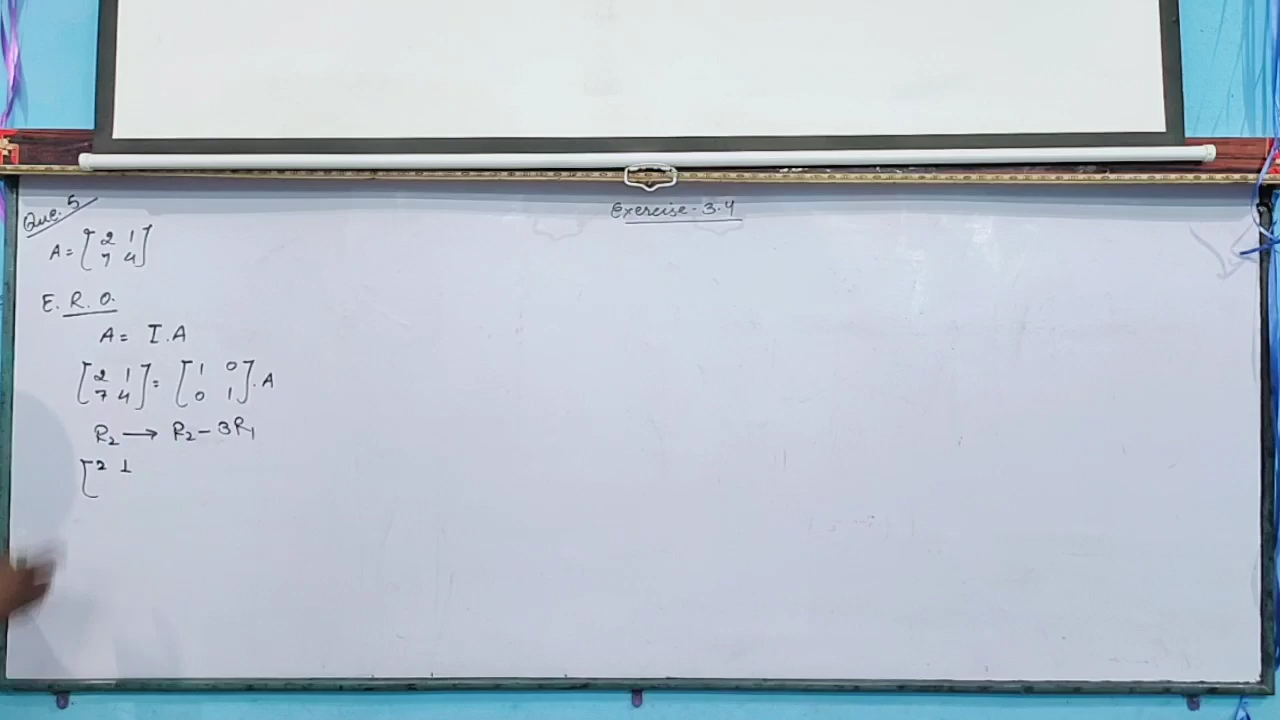 Exercise - 3.4
Que. 5
A = [2 1
7 4]
E. R. O.
A = I.A
[2 1
7 4] = [1 0
0 1].A
R₂ → R₂ - 3R₁
[2 1